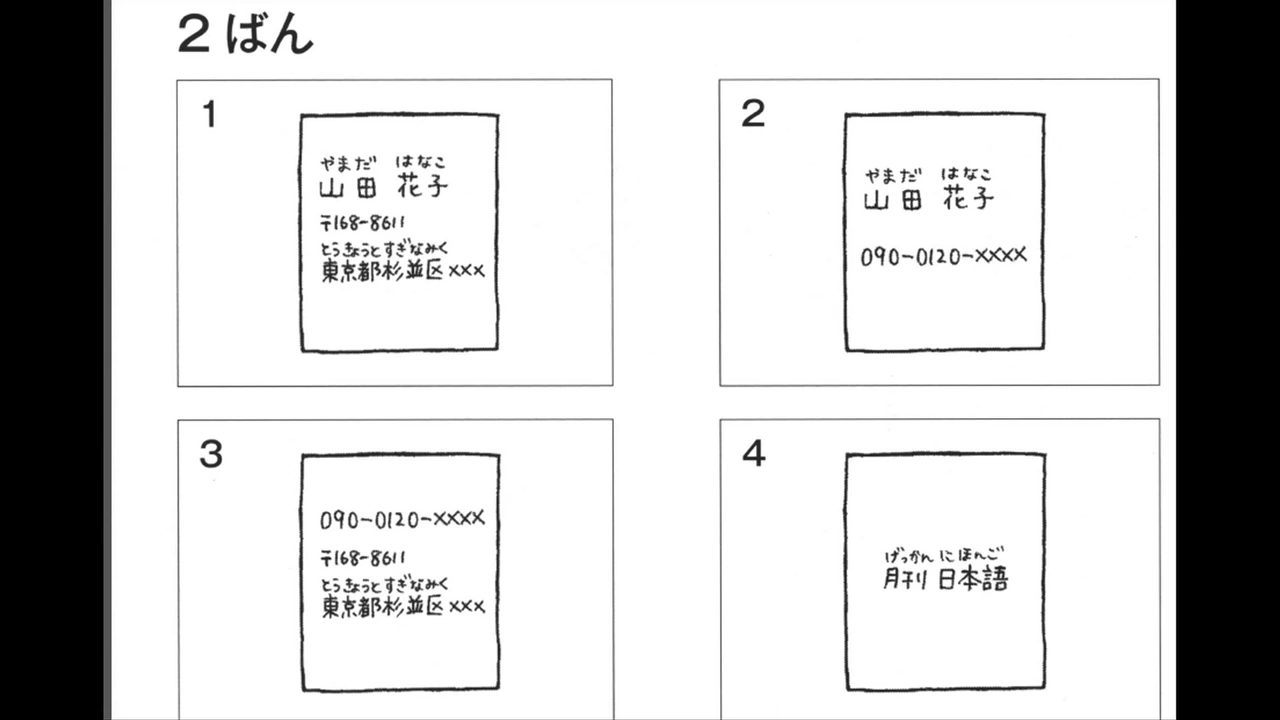 2 ばん
1
やまだ はなこ
山田 花子
〒168-8611
とうきょうとすぎなみく
東京都杉並区×××
2
やまだ はなこ
山田 花子
090-0120-××××
3
090-0120-××××
〒168-8611
とうきょうとすぎなみく
東京都杉並区×××
4
げっかん にほんご
月刊 日本語